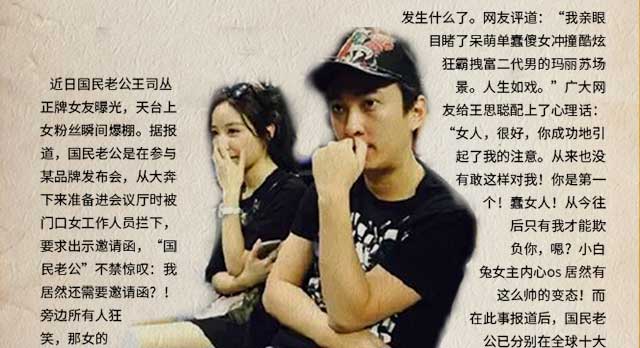 近日国民老公王司丛
正牌女友曝光，天台上
女粉丝瞬间爆棚。据报
道，国民老公是在参与
某品牌发布会，从大奔
下来准备进会议厅时被
门口女工作人员拦下，
要求出示邀请函，“国
民老公”不禁惊叹：我
居然还需要邀请函？！
旁边所有人狂
笑，那女的
发生什么了。网友评道：“我亲眼
目睹了呆萌单蠢傻女冲撞酷炫
狂霸拽富二代男的玛丽苏场
景。人生如戏。”广大网
友给王思聪配上了心理话：
“女人，很好，你成功地引
起了我的注意。从来也没
有敢这样对我！你是第一
个！蠢女人！从今往
后只有我才能欺
负你，嗯？小白
兔女主内心os 居然有
这么帅的变态！而
在此事报道后，国民老
公已分别在全球十大